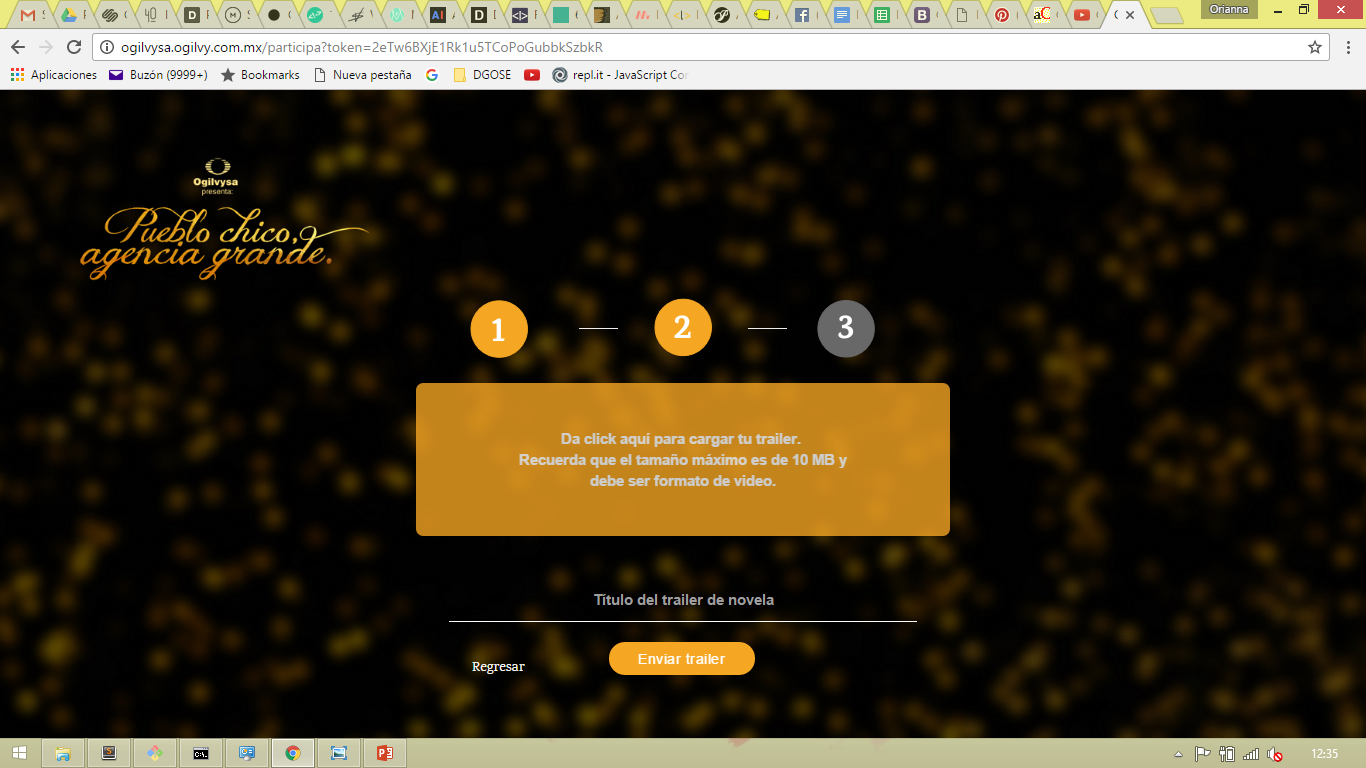 Orianna
ogilvysa.ogilvy.com.mx/participa?token=2eTw6BXjE1Rk1u5TCoPoGubbkSzbkR
Aplicaciones
Buzón (9999+)
Bookmarks
Nueva pestaña
DGOSE
repl.it - JavaScript Co
Ogilvysa
presenta:
Pueblo chico,
agencia grande.
1
2
3
Da click aquí para cargar tu trailer.
Recuerda que el tamaño máximo es de 10 MB y
debe ser formato de video.
Título del trailer de novela
Regresar
Enviar trailer
12:35